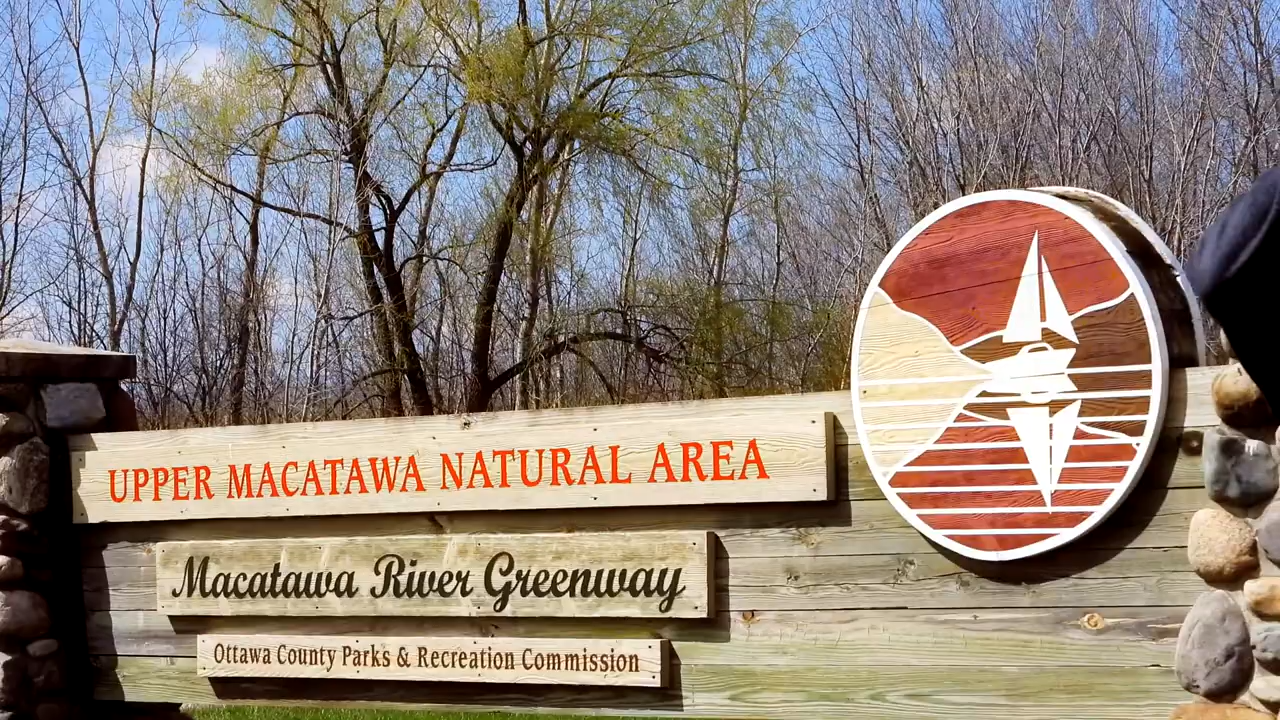 UPPER MACATAWA NATURAL AREA
Macatawa River Greenway
Ottawa County Parks & Recreation Commission